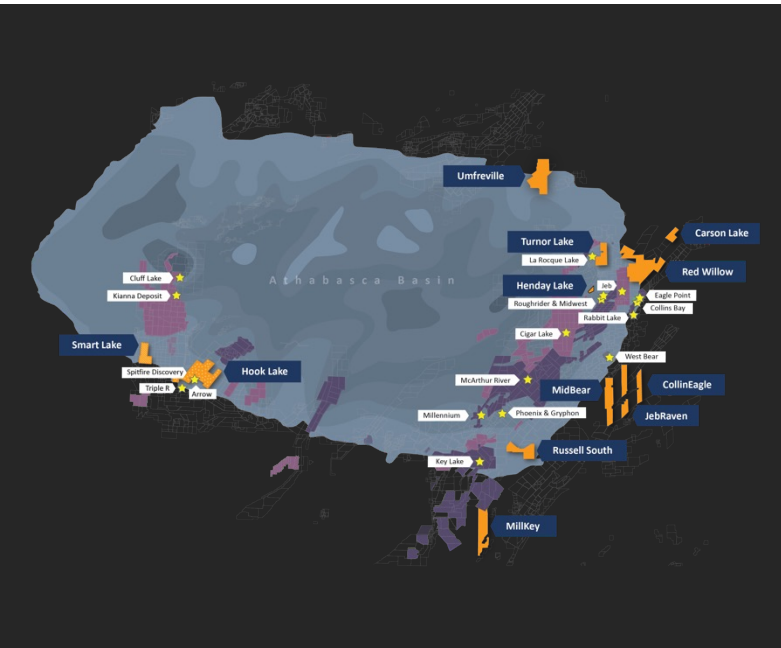 Umfreville
Carson Lake
Turnor Lake
La Rocque Lake
Red Willow
Cluff Lake
Athabasca Basin
Henday Lake
Jeb
Kianna Deposit
Eagle Point
Roughrider & Midwest
Collins Bay
Rabbit Lake
Cigar Lake
Smart Lake
West Bear
Spitfire Discovery
Hook Lake
McArthur River
CollinEagle
Triple R
MidBear
Arrow
Millennium
Phoenix & Gryphon
JebRaven
Russell South
Key Lake
MillKey